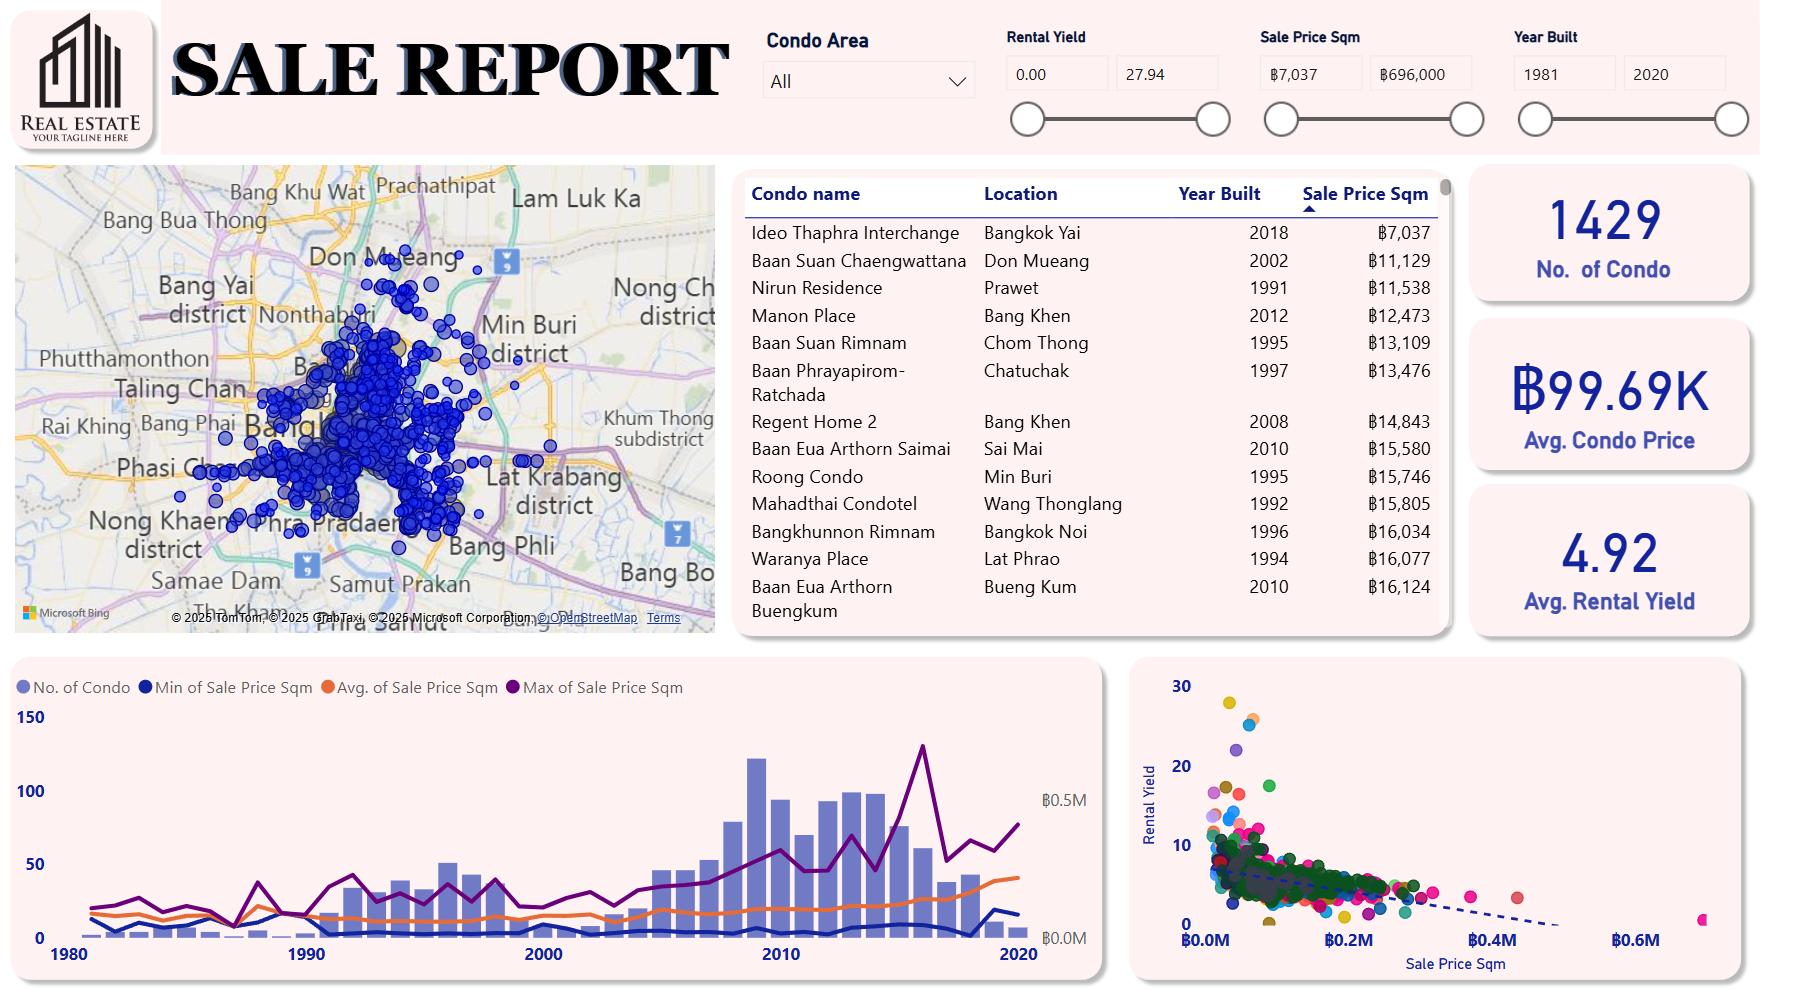 REAL ESTATE
YOUR TAGLINE HERE
SALE REPORT
Condo Area
All
Rental Yield
0.00 27.94
Sale Price Sqm
฿7,037 ฿696,000
Year Built
1981 2020
Bang Khu Wat
Prachathipat
Lam Luk Ka
Bang Bua Thong
Don Mueang
9
Bang Yai
district
Nonthaburi
Nong Ch
district
Min Buri
district
Phutthamonthon
Taling Chan
Rai Khing
Bang Phai
Khum Thong
subdistrict
Phasi
Lat Krabang
district
Nong Khaem
district
Phra Pradaeng
Bang Phli
7
9
Samae Dam
Samut Prakan
Bang Bo
Tha Kham
Phra Samut
Microsoft Bing
© 2025 TomTom, © 2025 GrabTaxi, © 2025 Microsoft Corporation, © OpenStreetMap Terms
Condo name Location Year Built Sale Price Sqm
Ideo Thaphra Interchange Bangkok Yai 2018 ฿7,037
Baan Suan Chaengwattana Don Mueang 2002 ฿11,129
Nirun Residence Prawet 1991 ฿11,538
Manon Place Bang Khen 2012 ฿12,473
Baan Suan Rimnam Chom Thong 1995 ฿13,109
Baan Phrayapirom- Chatuchak 1997 ฿13,476
Ratchada
Regent Home 2 Bang Khen 2008 ฿14,843
Baan Eua Arthorn Saimai Sai Mai 2010 ฿15,580
Roong Condo Min Buri 1995 ฿15,746
Mahadthai Condotel Wang Thonglang 1992 ฿15,805
Bangkhunnon Rimnam Bangkok Noi 1996 ฿16,034
Waranya Place Lat Phrao 1994 ฿16,077
Baan Eua Arthorn Bueng Kum 2010 ฿16,124
Buengkum
1429
No. of Condo
฿99.69K
Avg. Condo Price
4.92
Avg. Rental Yield
No. of Condo Min of Sale Price Sqm Avg. of Sale Price Sqm Max of Sale Price Sqm
150
100
50
0
฿0.5M
฿0.0M
1980 1990 2000 2010 2020
30
20
10
0
Rental Yield
฿0.0M ฿0.2M ฿0.4M ฿0.6M
Sale Price Sqm